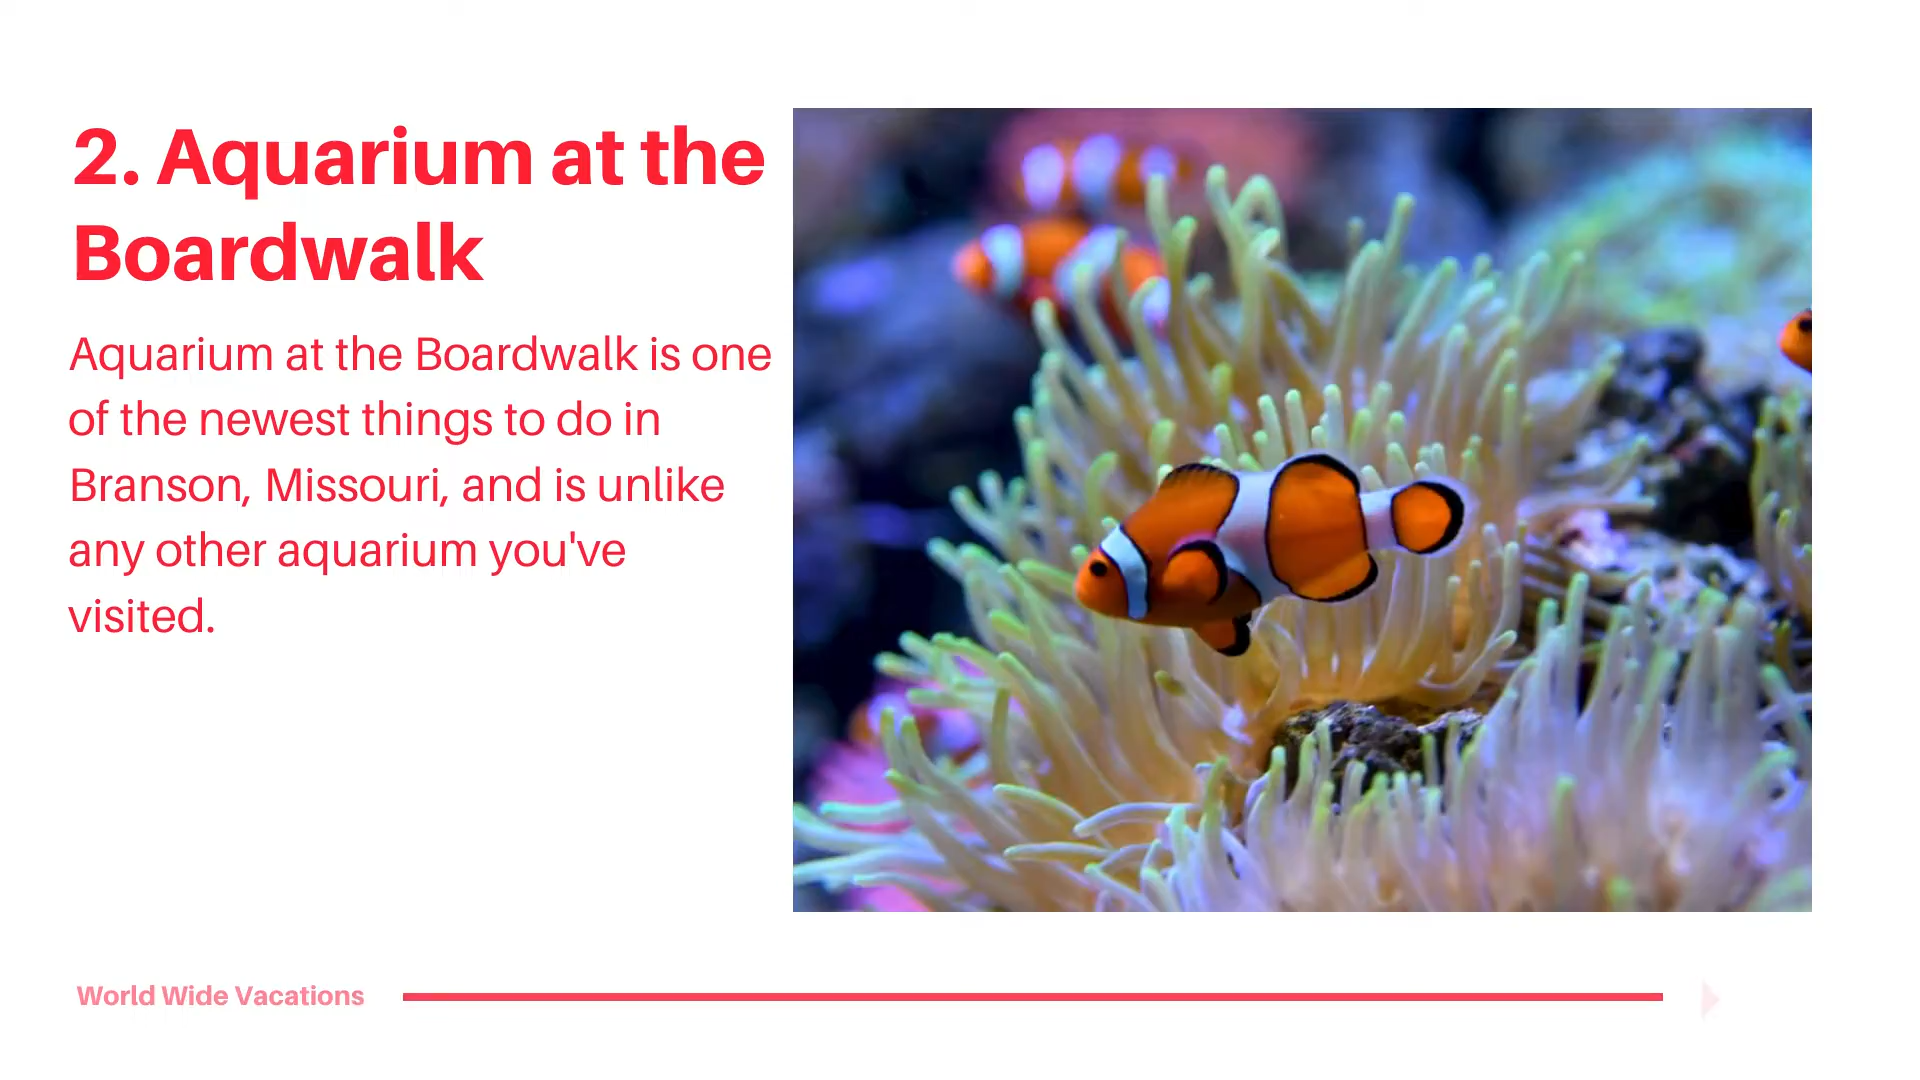 2. Aquarium at the
Boardwalk
Aquarium at the Boardwalk is one
of the newest things to do in
Branson, Missouri, and is unlike
any other aquarium you've
visited.
World Wide Vacations